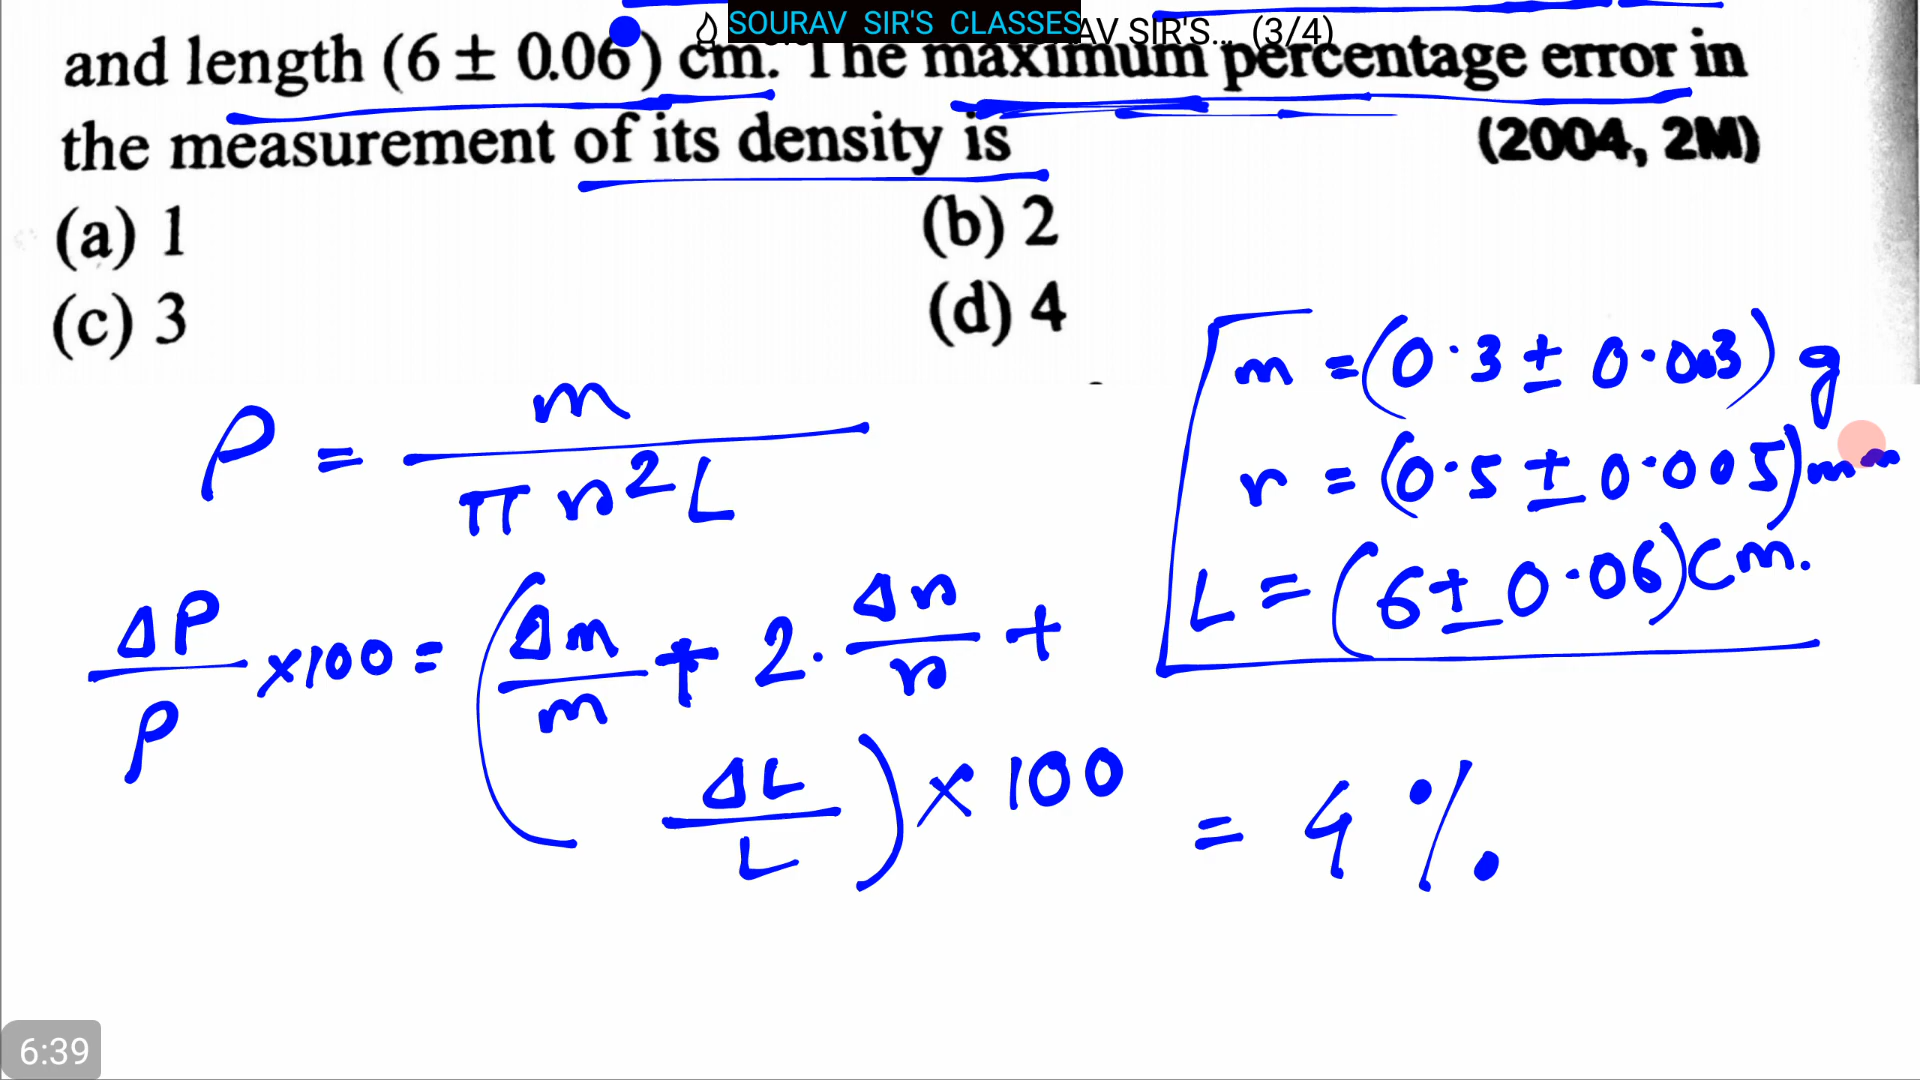 SOURAV SIR'S CLASSES AV SIR'S... (3/4)
and length (6 ± 0.06) cm. The maximum percentage error in
the measurement of its density is (2004, 2M)
(a) 1 (b) 2
(c) 3 (d) 4
m = (0.3 ± 0.003) g
r = (0.5 ± 0.005) mm
L = (6 ± 0.06) cm.
ρ = m / πr²L
Δρ/ρ ×100 = (Δm/m + 2. Δr/r +
ΔL/L) × 100 = 4 %.
6:39